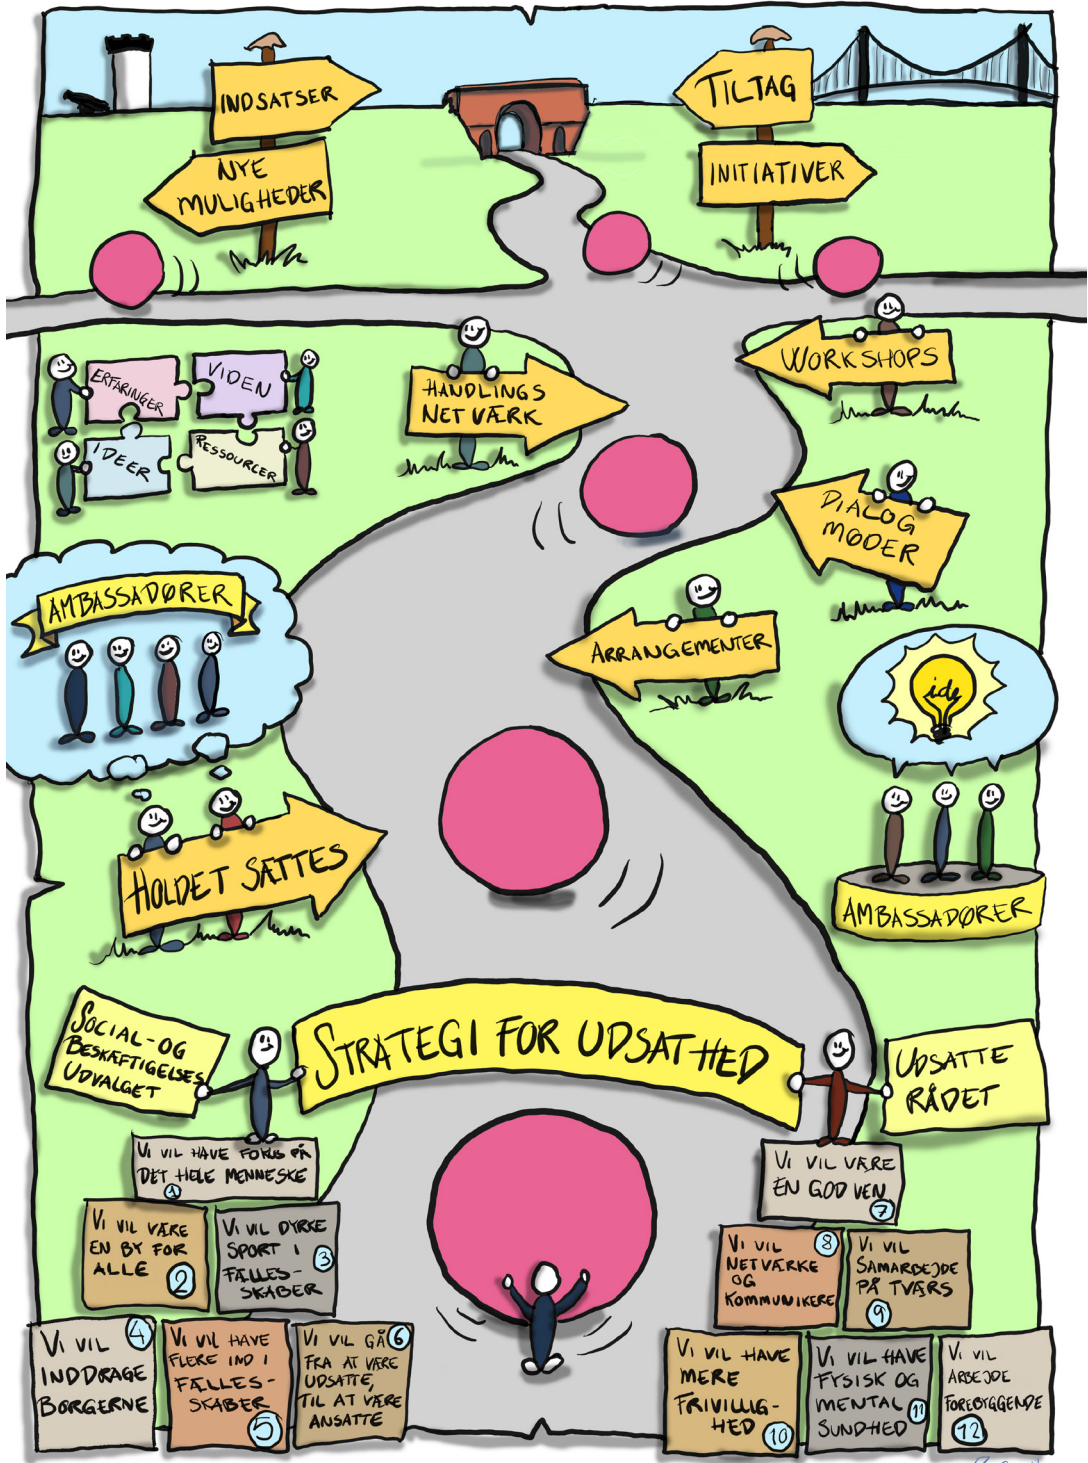 INDSATSER
NYE
MULIGHEDER
TILTAG
INITIATIVER
ERFARINGER
VIDEN
IDEER
RESSOURCER
HANDLINGS
NETVÆRK
WORKSHOPS
DIALOG
MØDER
AMBASSADØRER
ARRANGEMENTER
ide
HOLDET SÆTTES
AMBASSADØRER
SOCIAL- OG
BESKÆFTIGELSES
UDVALGET
STRATEGI FOR UDSATHED
UDSATTE
RÅDET
VI VIL HAVE FOKUS PÅ
DET HELE MENNESKE
1
VI VIL VÆRE
EN BY FOR
ALLE
2
VI VIL DYRKE
SPORT I
FÆLLES-
SKABER
3
VI VIL
INDDRAGE
BORGERNE
4
VI VIL HAVE
FLERE IND I
FÆLLES-
SKABER
5
VI VIL GÅ
FRA AT VÆRE
UDSATTE,
TIL AT VÆRE
ANSATTE
6
VI VIL VÆRE
EN GOD VEN
7
VI VIL
NETVÆRKE
OG
KOMMUNIKERE
8
VI VIL
SAMARBEJDE
PÅ TVÆRS
9
VI VIL HAVE
MERE
FRIVILLIG-
HED
10
VI VIL HAVE
FYSISK OG
MENTAL
SUNDHED
11
VI VIL
ARBEJDE
FOREBYGGENDE
12